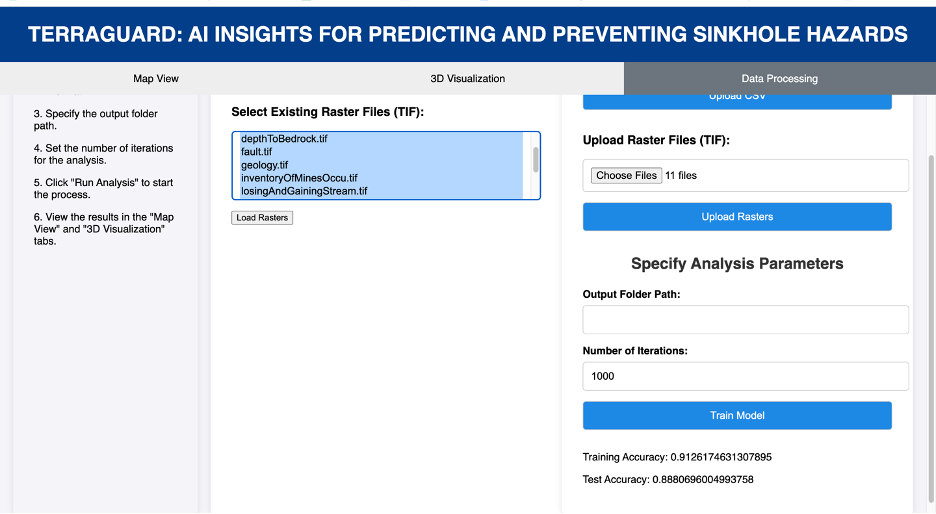 TERRAGUARD: AI INSIGHTS FOR PREDICTING AND PREVENTING SINKHOLE HAZARDS
Map View
3D Visualization
Data Processing
3. Specify the output folder
path.
4. Set the number of iterations
for the analysis.
5. Click "Run Analysis" to start
the process.
6. View the results in the "Map
View" and "3D Visualization"
tabs.
Select Existing Raster Files (TIF):
depthToBedrock.tif
fault.tif
geology.tif
inventoryOfMinesOccu.tif
losingAndGainingStream.tif
Load Rasters
Upload CSV
Upload Raster Files (TIF):
Choose Files 11 files
Upload Rasters
Specify Analysis Parameters
Output Folder Path:
Number of Iterations:
1000
Train Model
Training Accuracy: 0.9126174631307895
Test Accuracy: 0.8880696004993758